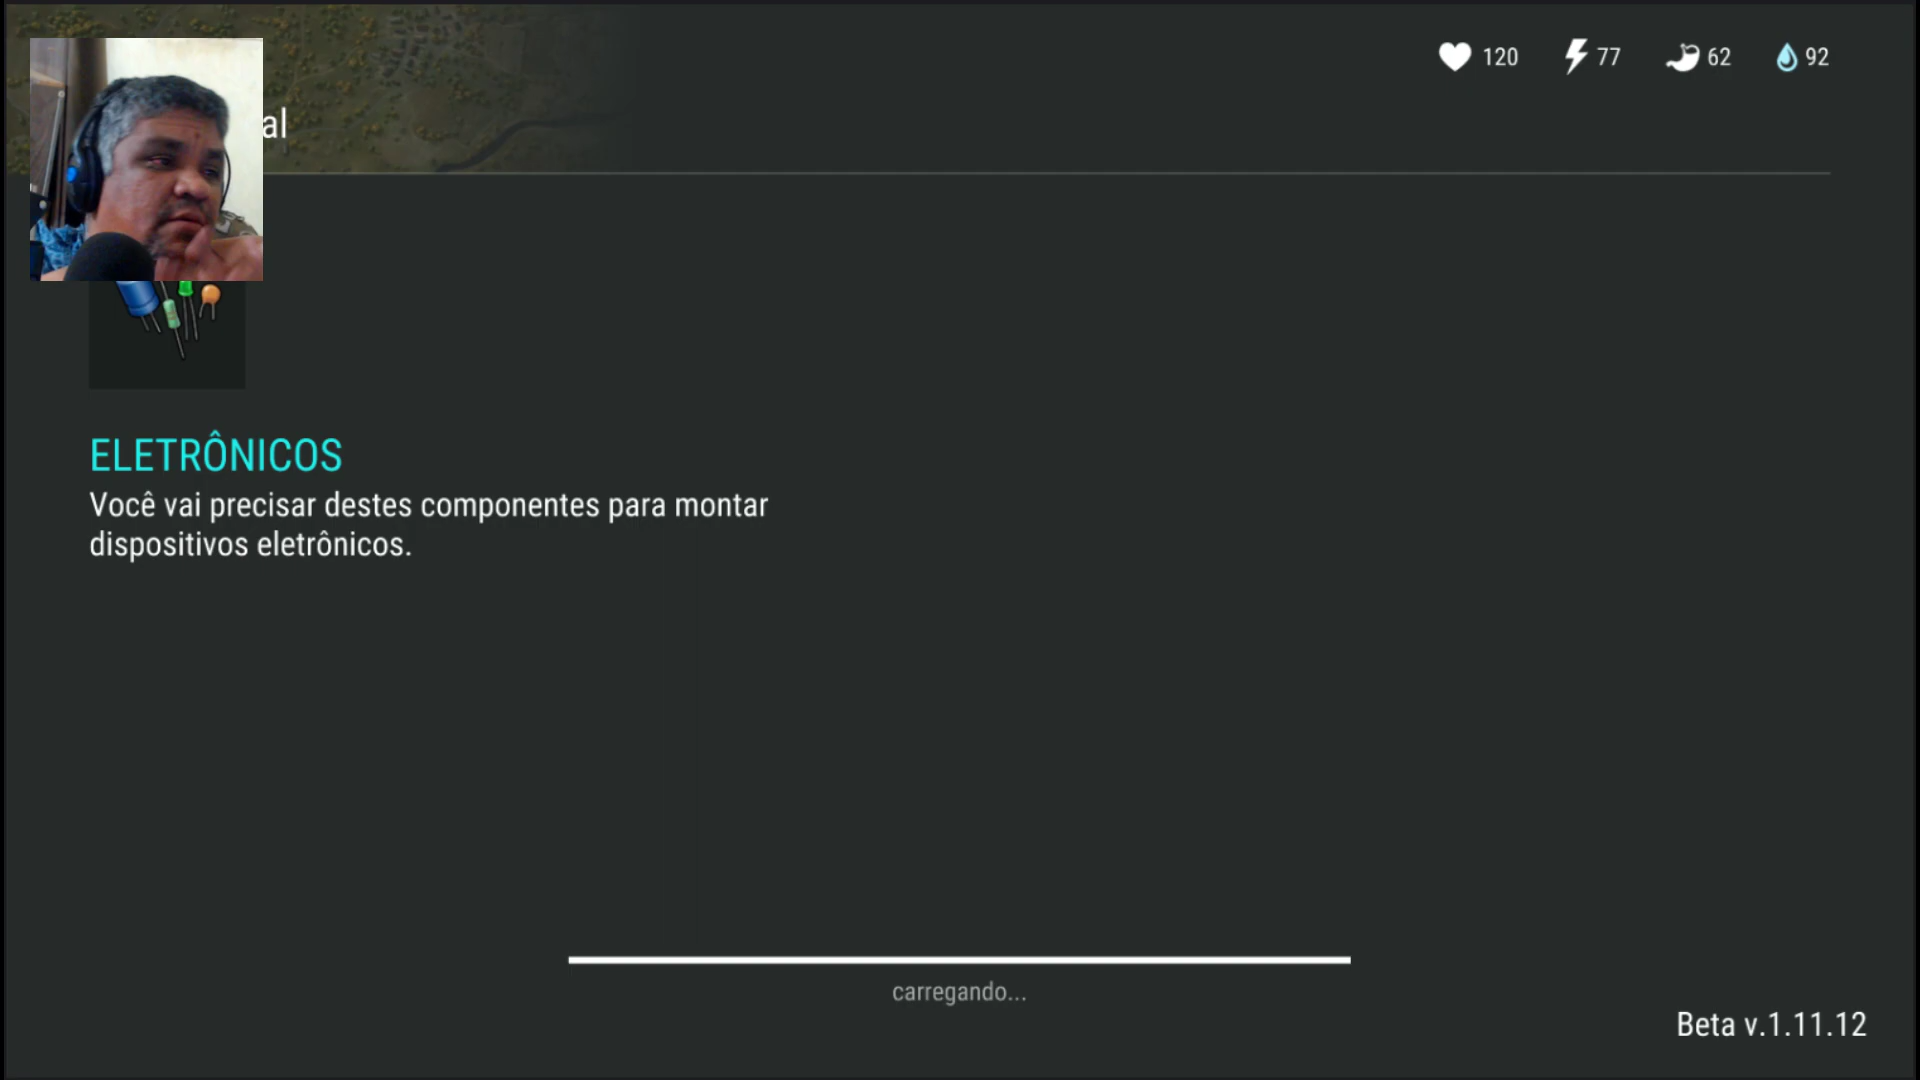 120 77 62 92
al
ELETRÔNICOS
Você vai precisar destes componentes para montar
dispositivos eletrônicos.
carregando...
Beta v.1.11.12